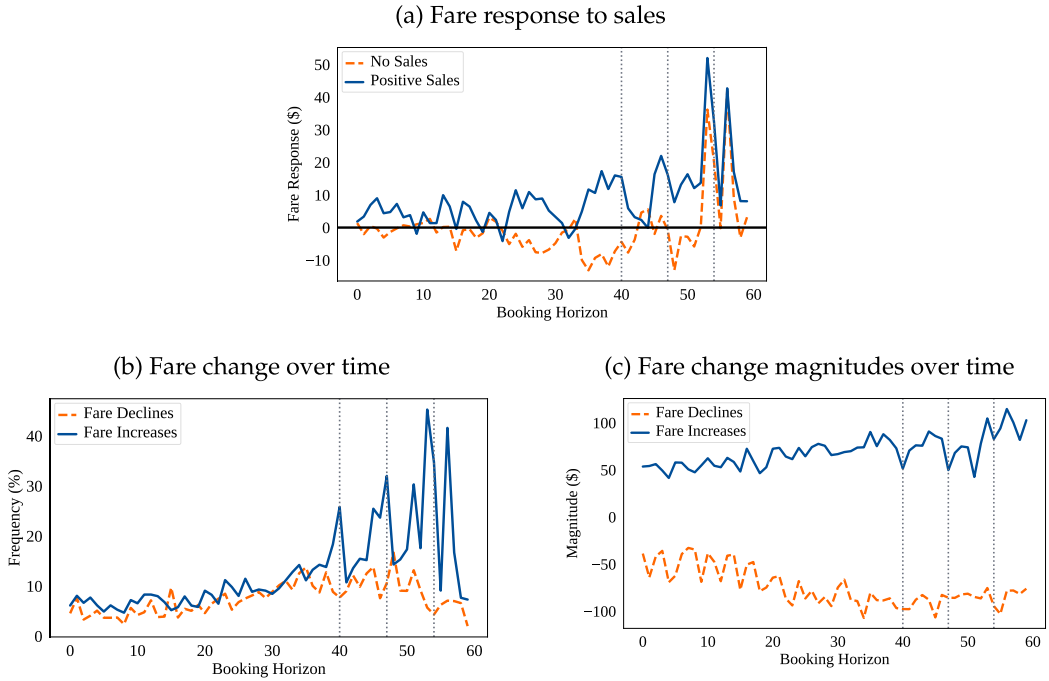 (a) Fare response to sales
No Sales
Positive Sales
50
40
30
20
10
0
−10
Fare Response ($)
0 10 20 30 40 50 60
Booking Horizon
(b) Fare change over time
Fare Declines
Fare Increases
40
30
20
10
0
Frequency (%)
0 10 20 30 40 50 60
Booking Horizon
(c) Fare change magnitudes over time
Fare Declines
Fare Increases
100
50
0
−50
−100
Magnitude ($)
0 10 20 30 40 50 60
Booking Horizon